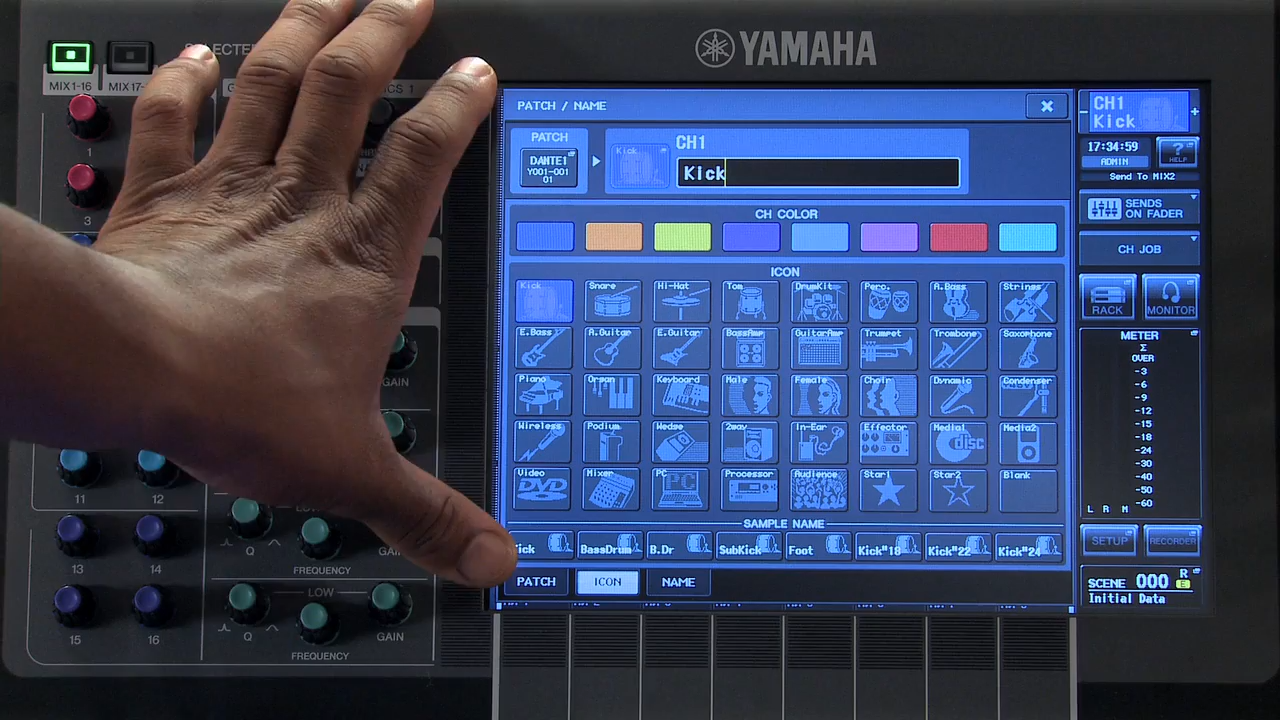 YAMAHA
MIX1-16
1
3
11
12
13
14
15
16
GAIN
Q
FREQUENCY
LOW
Q
FREQUENCY
GAIN
PATCH / NAME
PATCH
DANTE1
Y001-001
01
Kick
CH1
Kick
CH COLOR
ICON
Kick
Snare
Hi-Hat
Tom
DrumKit
Perc.
A.Bass
Strings
E.Bass
A.Guitar
E.Guitar
BassAmp
GuitarAmp
Trumpet
Trombone
Saxophone
Piano
Organ
Keyboard
Male
Female
Choir
Dynamic
Condenser
Wireless
Podium
Wedge
2way
In-Ear
Effector
Media1
disc
Media2
Video
DVD
Mixer
PC
PC
Processor
Audience
Star1
Star2
Blank
SAMPLE NAME
BassDrum
B.Dr
SubKick
Foot
Kick"18
Kick"22
Kick"24
PATCH
ICON
NAME
CH1
Kick
17:34:59
ADMIN
?
HELP
Send To MIX2
SENDS
ON FADER
CH JOB
RACK
MONITOR
METER
Σ
OVER
-3
-6
-9
-12
-15
-18
-24
-30
-40
-50
-60
L R M
SETUP
RECORDER
SCENE 000 R E
Initial Data